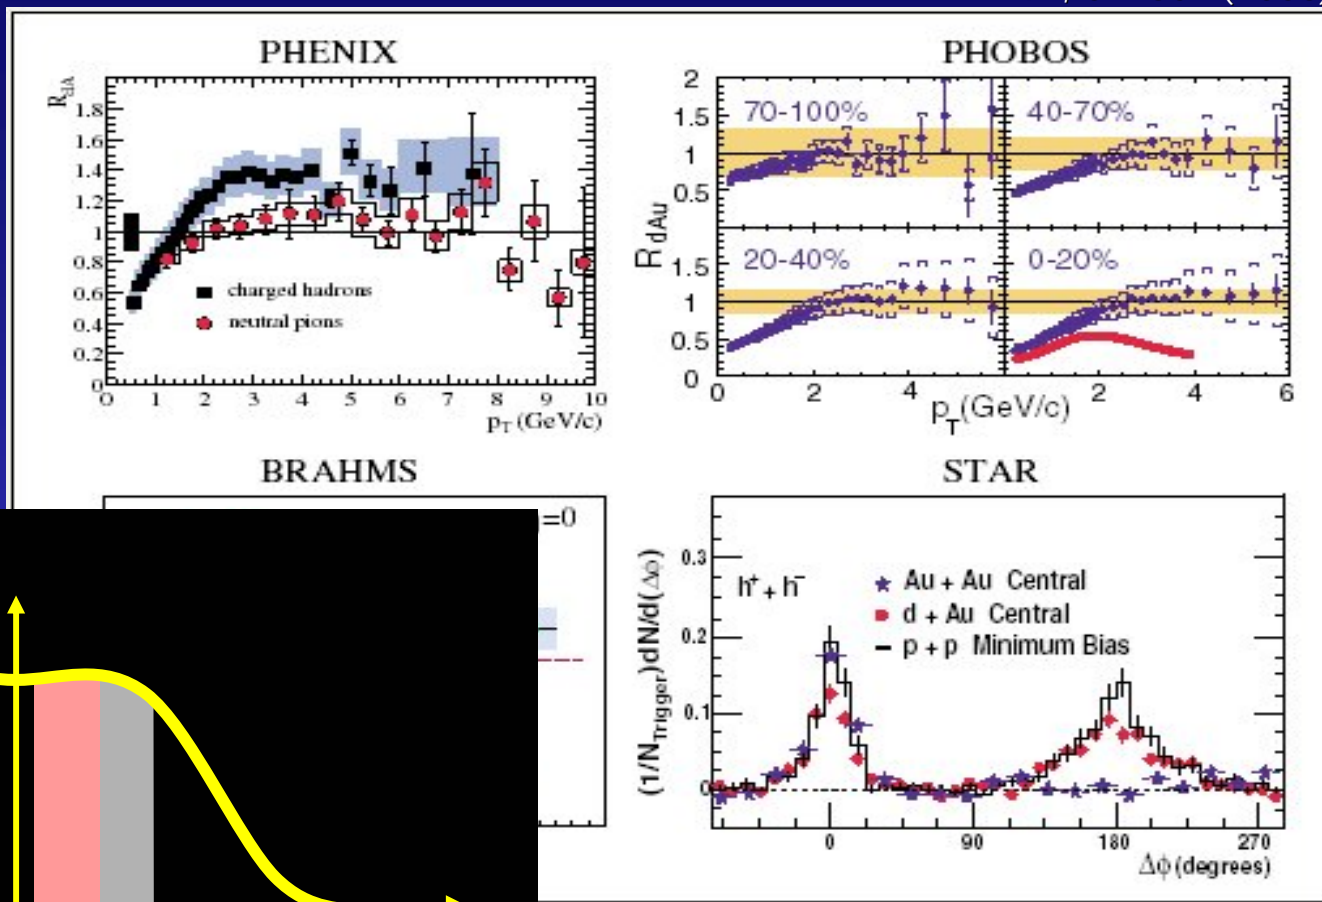 PHENIX
R_dA
1.8
1.6
1.4
1.2
1
0.8
0.6
0.4
0.2
0
charged hadrons
neutral pions
0 1 2 3 4 5 6 7 8 9 10
p_T (GeV/c)
PHOBOS
R_dAu
2
1.5
1
0.5
1.5
1
0.5
0
70-100%
40-70%
20-40%
0-20%
0 2 4 2 4 6
p_T (GeV/c)
BRAHMS
=0
STAR
(1/N_Trigger)dN/d(Δϕ)
0.3
0.2
0.1
0
h⁺ + h⁻
Au + Au Central
d + Au Central
p + p Minimum Bias
0 90 180 270
Δϕ (degrees)